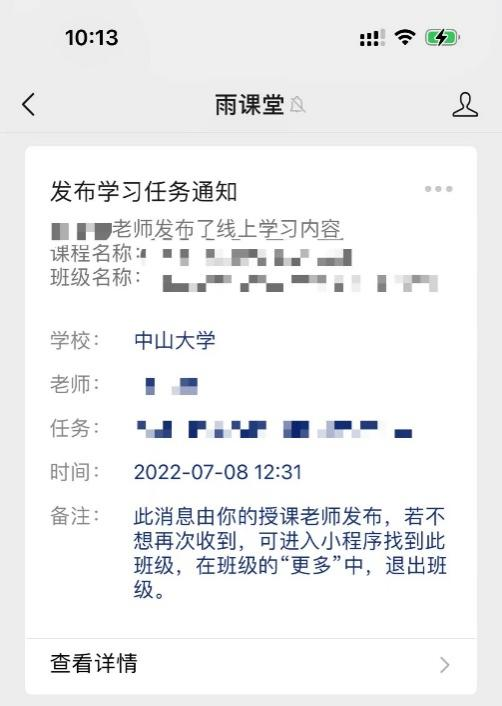 10:13
雨课堂
发布学习任务通知
老师发布了线上学习内容
课程名称：
班级名称：
学校： 中山大学
老师：
任务：
时间： 2022-07-08 12:31
备注： 此消息由你的授课老师发布，若不
想再次收到，可进入小程序找到此
班级，在班级的“更多”中，退出班
级。
查看详情